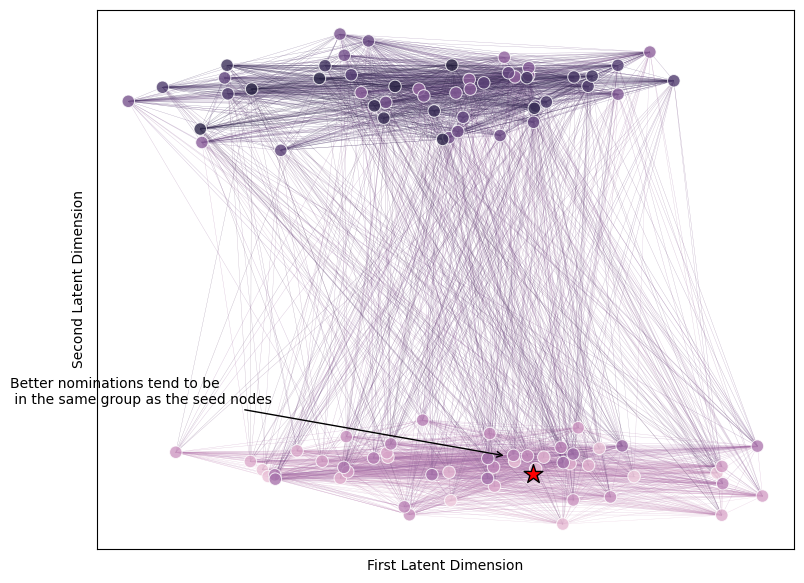 Second Latent Dimension
Better nominations tend to be
in the same group as the seed nodes
First Latent Dimension